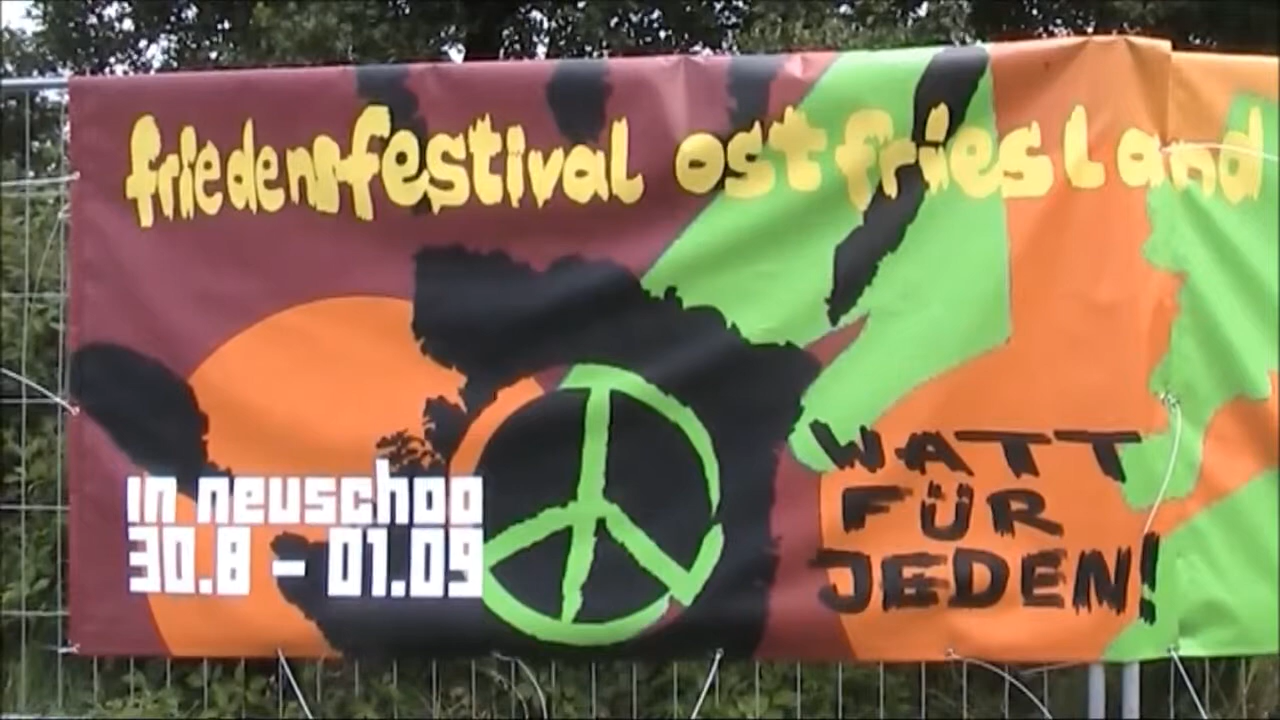 friedensfestival ostfriesland
in neuschoo
30.8 - 01.09
WATT
FÜR
JEDEN!